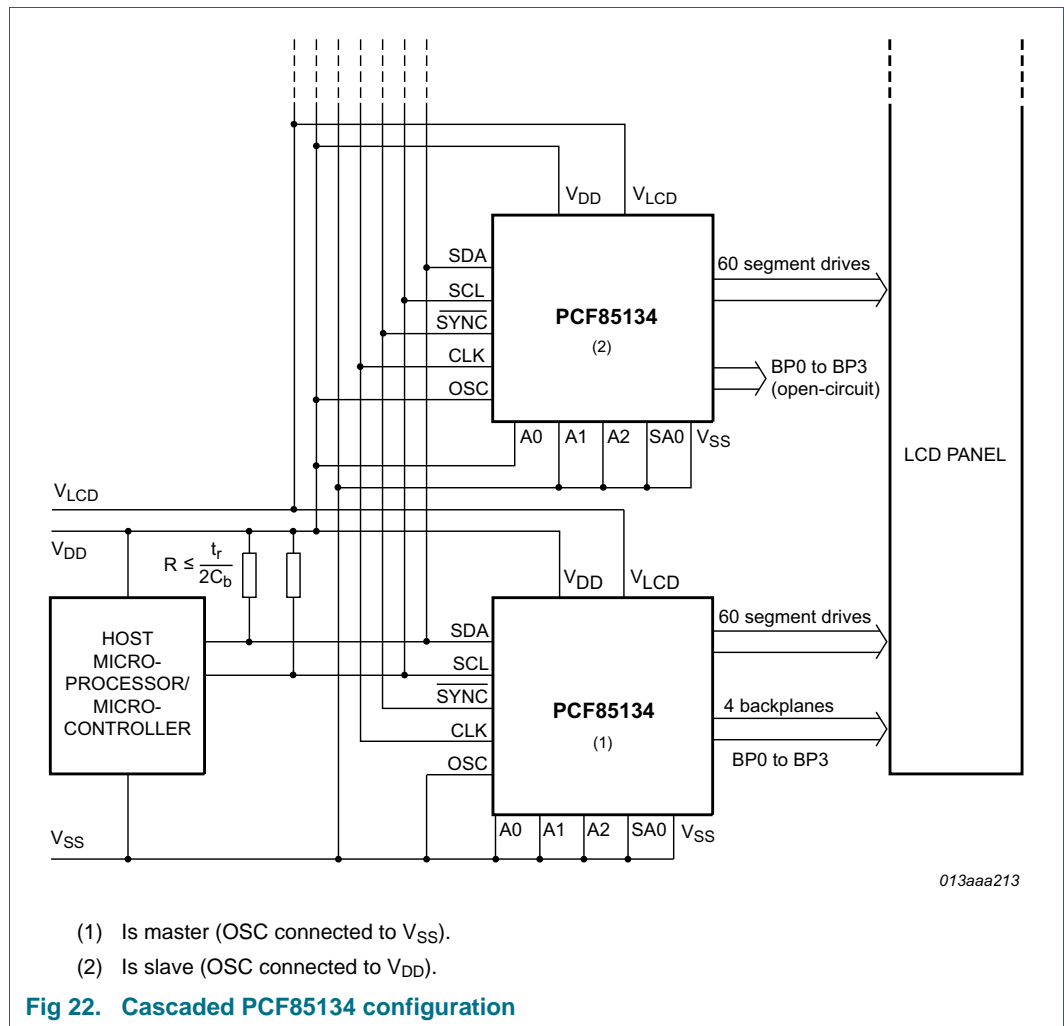 VDD VLCD
SDA
SCL
SYNC
CLK
OSC
PCF85134
(2)
A0 A1 A2 SA0 VSS
60 segment drives
BP0 to BP3
(open-circuit)
LCD PANEL
VLCD
VDD
R ≤ tr
2Cb
HOST
MICRO-
PROCESSOR/
MICRO-
CONTROLLER
VSS
VDD VLCD
SDA
SCL
SYNC
CLK
OSC
PCF85134
(1)
A0 A1 A2 SA0 VSS
60 segment drives
4 backplanes
BP0 to BP3
013aaa213
(1) Is master (OSC connected to VSS).
(2) Is slave (OSC connected to VDD).
Fig 22. Cascaded PCF85134 configuration